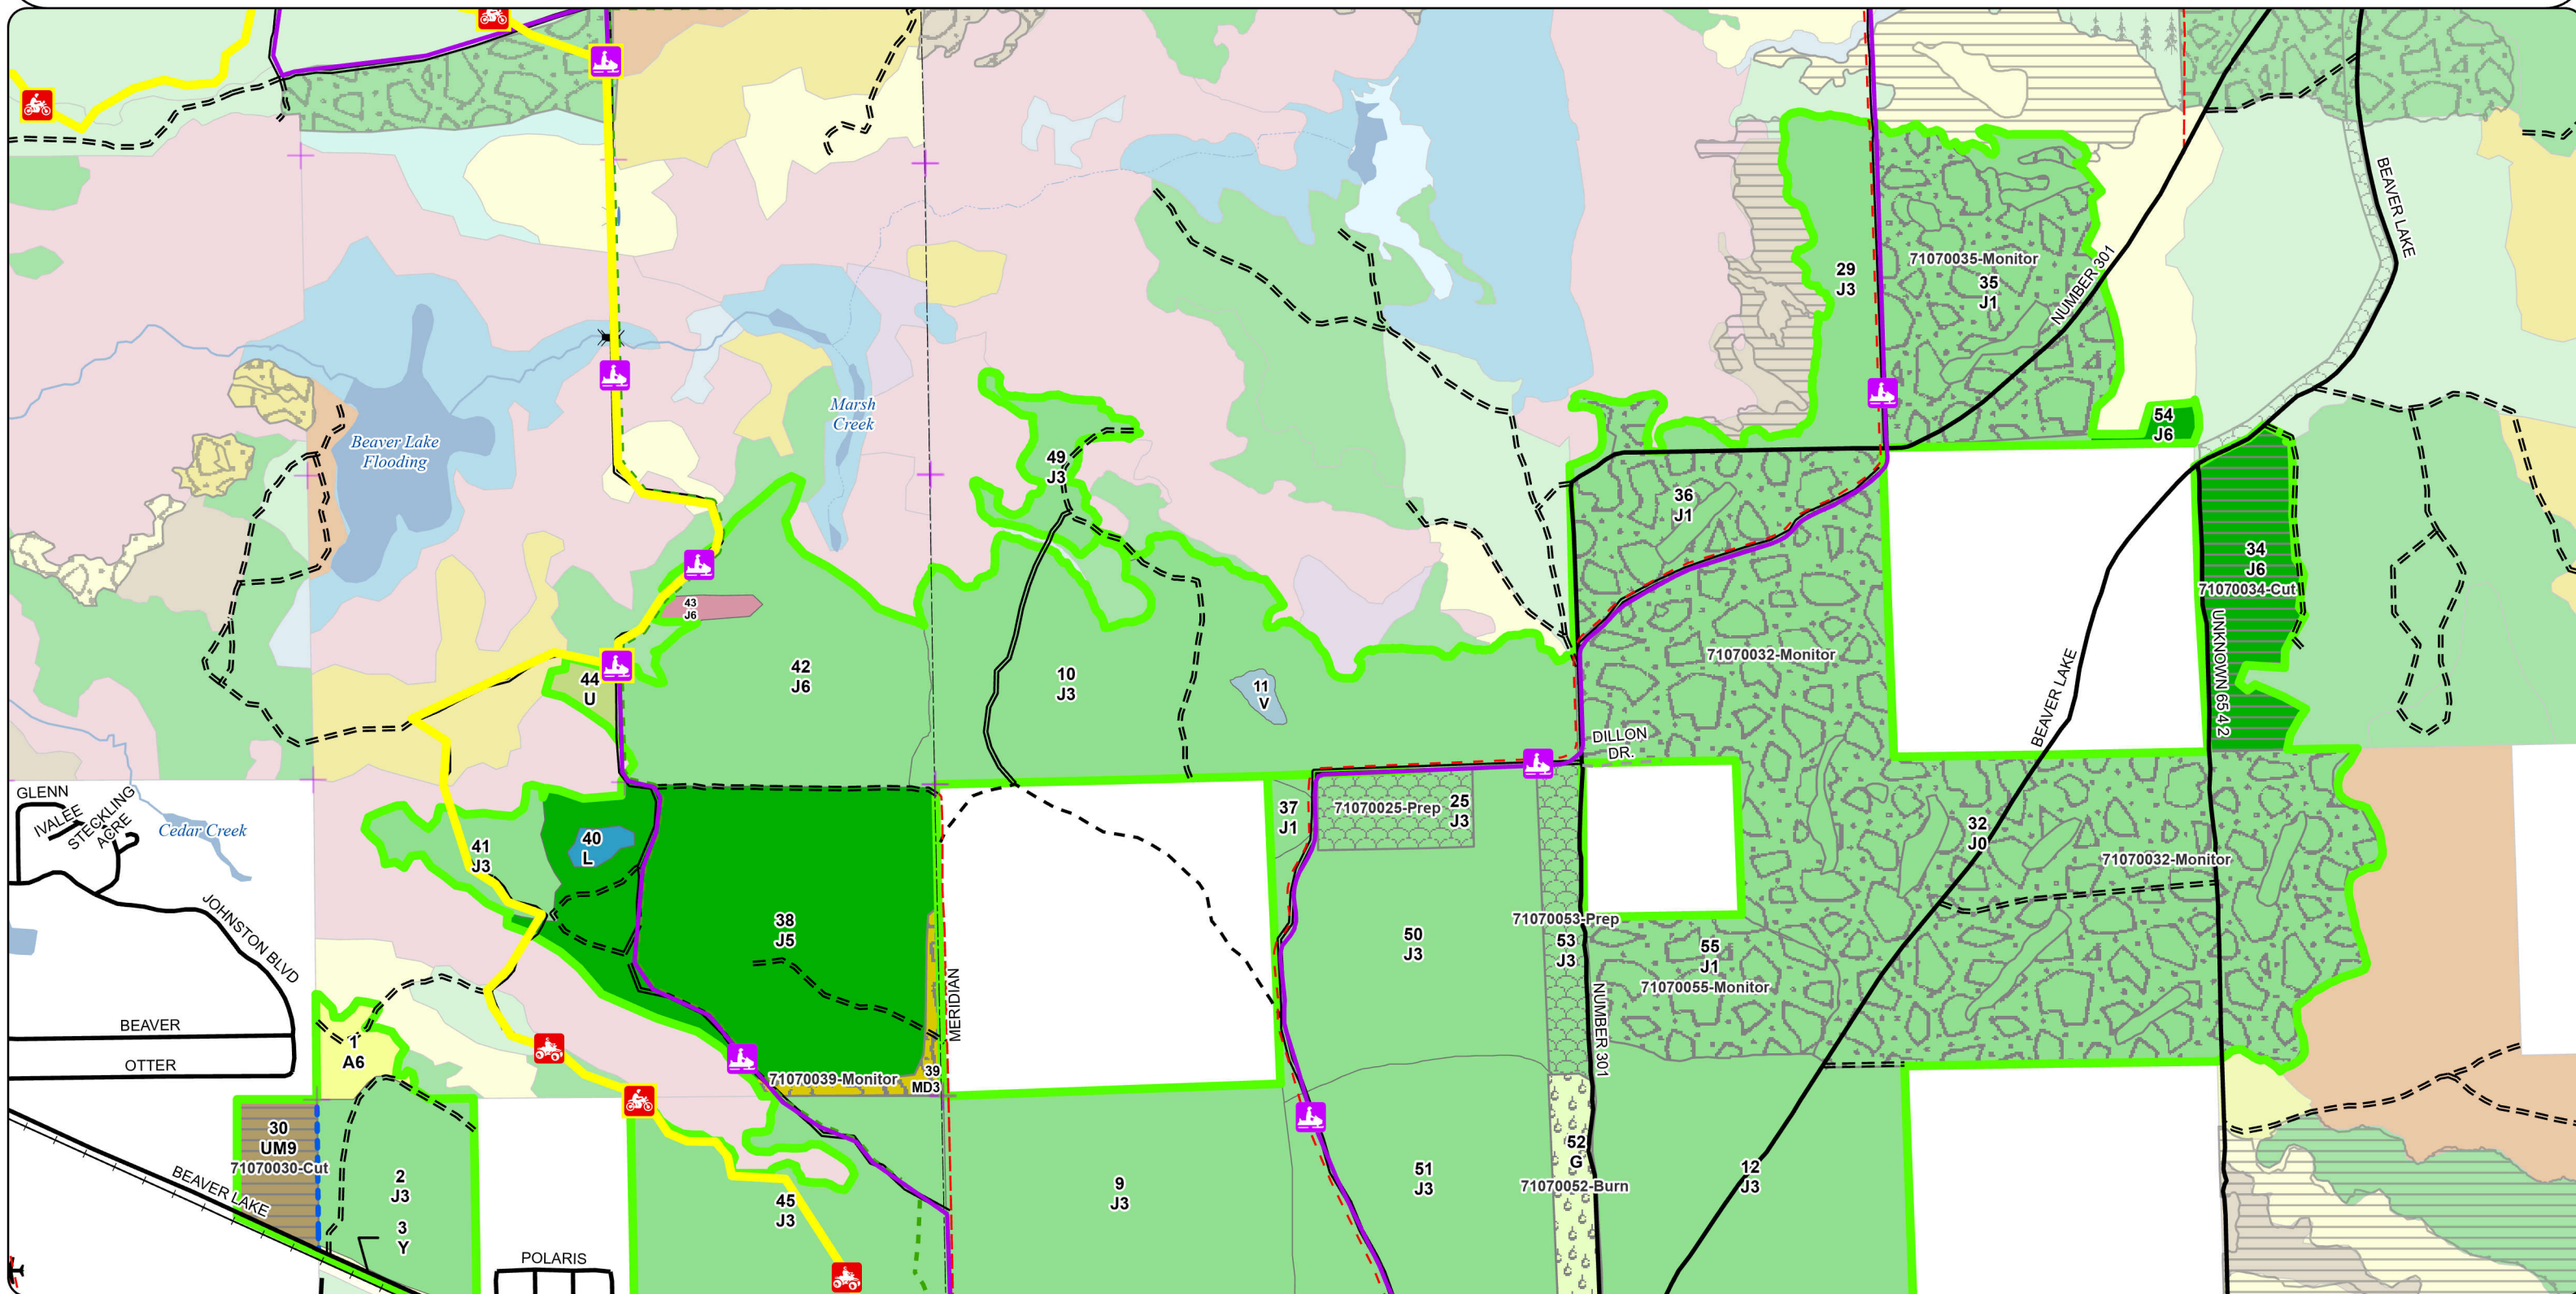 BEAVER LAKE
71070035-Monitor
NUMBER 301
29
J3
35
J1
Marsh
Creek
Beaver Lake
Flooding
54
J6
49
J3
36
J1
34
J6
71070034-Cut
43
J6
42
J6
10
J3
11
V
44
U
71070032-Monitor
UNKNOWN 65 4 2
BEAVER LAKE
DILLON
DR.
GLENN
IVALEE
STECKLING
ACRE
Cedar Creek
40
L
41
J3
37
J1
71070025-Prep
25
J3
32
J0
71070032-Monitor
JOHNSTON BLVD
38
J5
50
J3
71070053-Prep
53
J3
55
J1
71070055-Monitor
MERIDIAN
NUMBER 301
BEAVER
OTTER
1
A6
71070039-Monitor
39
MD3
30
UM9
71070030-Cut
BEAVER LAKE
2
J3
3
Y
45
J3
9
J3
51
J3
52
G
71070052-Burn
12
J3
POLARIS